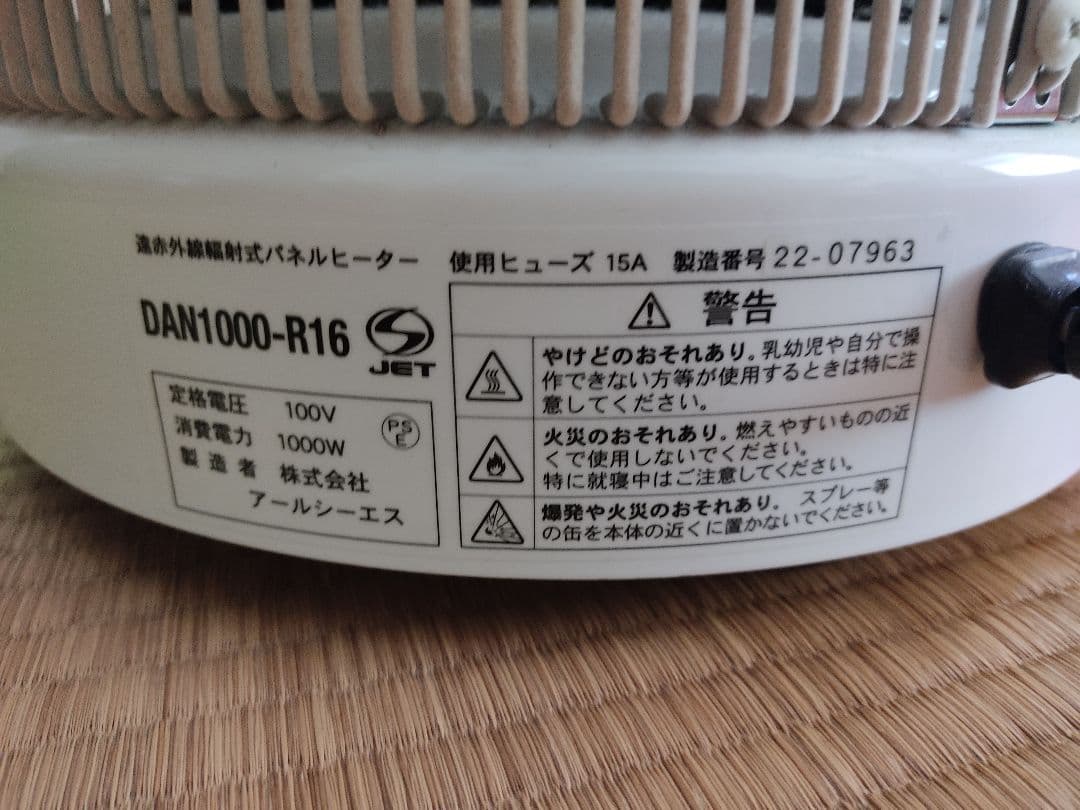 遠赤外線輻射式パネルヒーター 使用ヒューズ 15A 製造番号 22-07963
DAN1000-R16
JET
定格電圧 100V
消費電力 1000W
PS
E
製造者 株式会社
アールシーエス
警告
やけどのおそれあり。乳幼児や自分で操
作できない方等が使用するときは特に注
意してください。
火災のおそれあり。燃えやすいものの近
くで使用しないでください。
特に就寝中はご注意してください。
爆発や火災のおそれあり。 スプレー等
の缶を本体の近くに置かないでください。